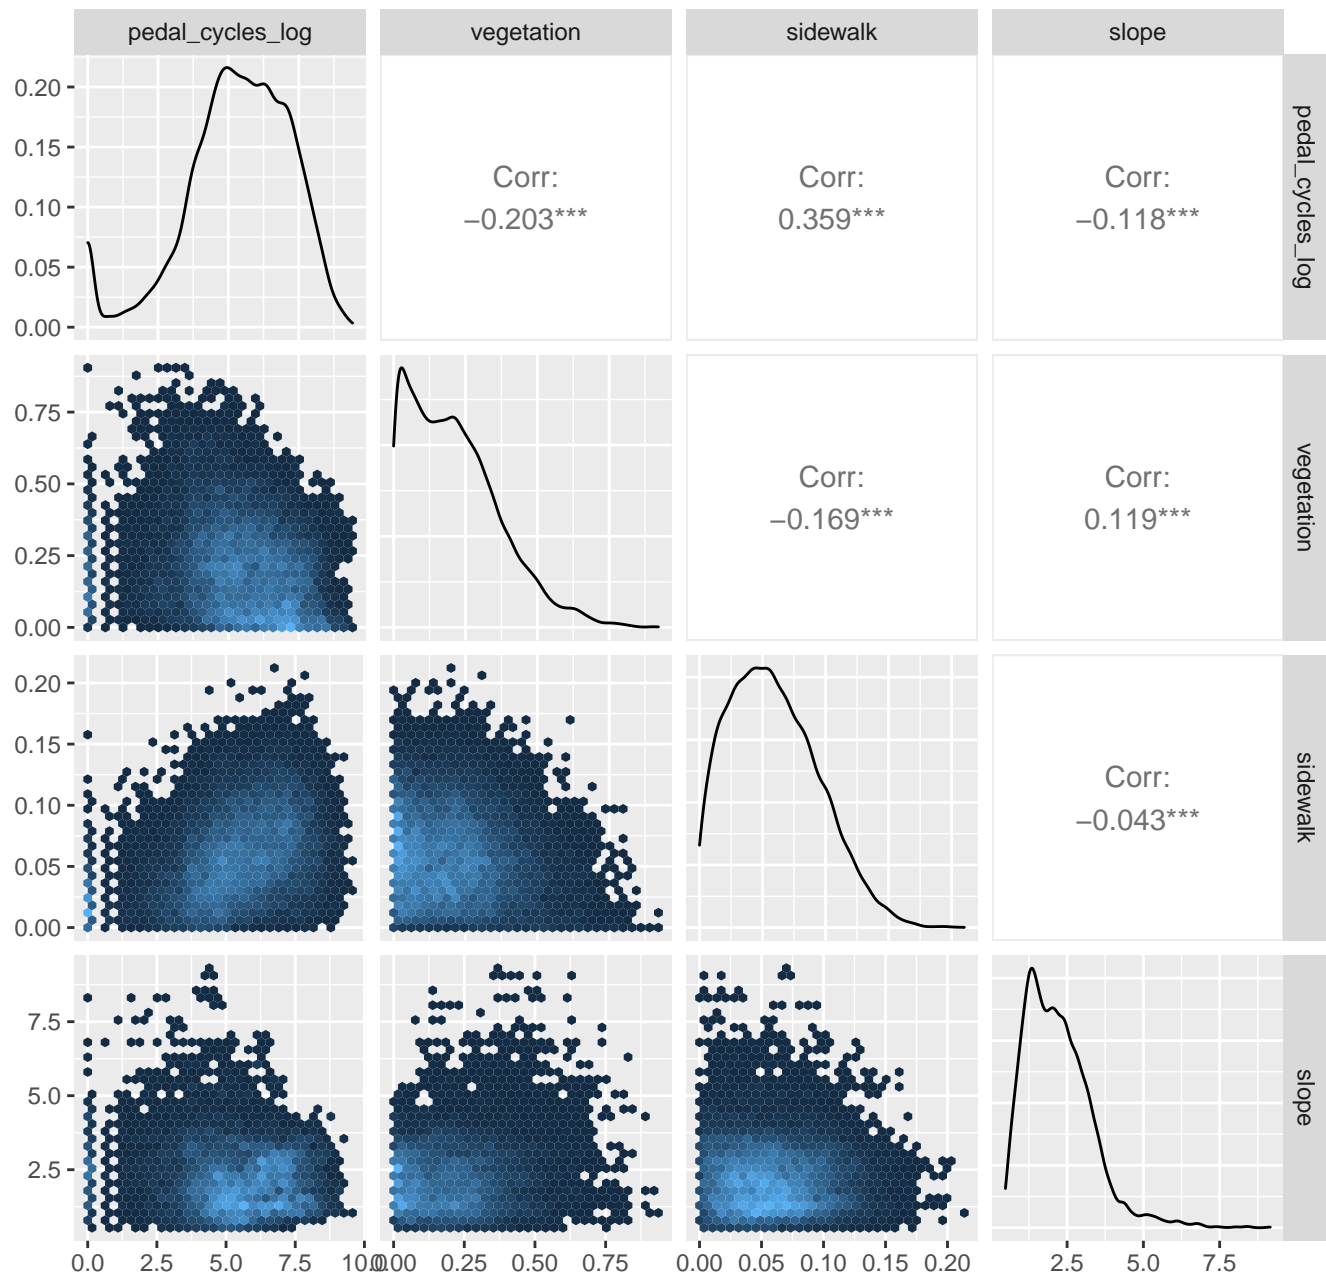 pedal_cycles_log vegetation sidewalk slope
0.20
0.15
0.10
0.05
0.00
Corr:
−0.203***
Corr:
0.359***
Corr:
−0.118***
pedal_cycles_log
0.75
0.50
0.25
0.00
Corr:
−0.169***
Corr:
0.119***
vegetation
0.20
0.15
0.10
0.05
0.00
Corr:
−0.043***
sidewalk
7.5
5.0
2.5
slope
0.0 2.5 5.0 7.5 10.0
0.00 0.25 0.50 0.75
0.00 0.05 0.10 0.15 0.20
2.5 5.0 7.5